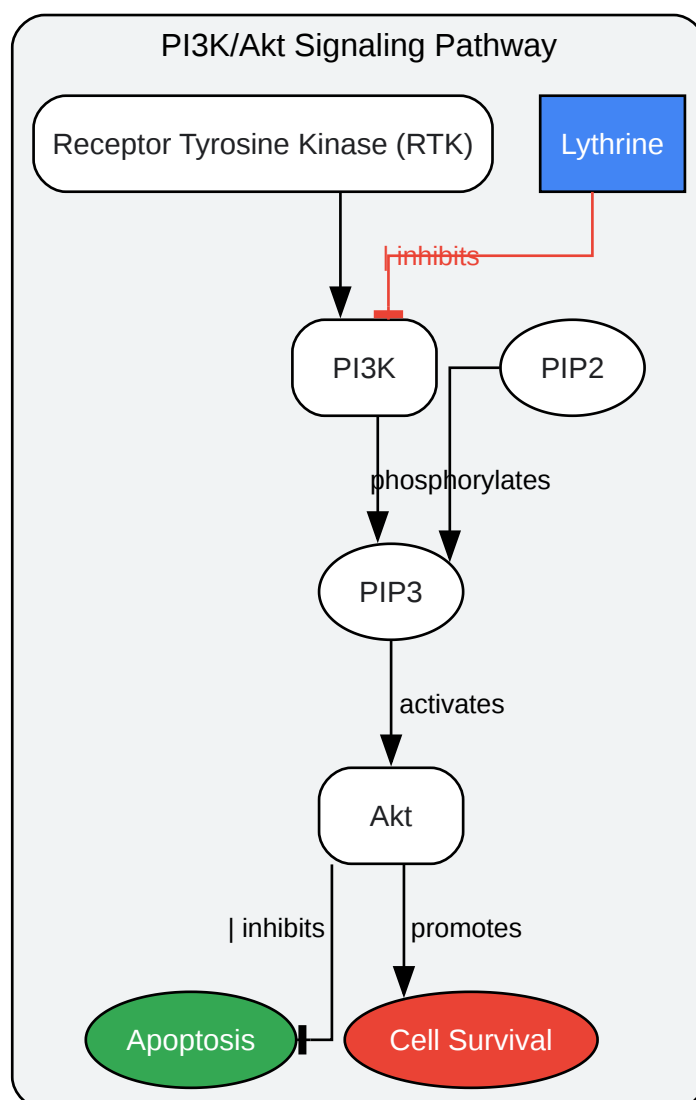 PI3K/Akt Signaling Pathway
Receptor Tyrosine Kinase (RTK)
Lythrine
| inhibits
PI3K
PIP2
phosphorylates
PIP3
activates
Akt
| inhibits
promotes
Apoptosis
Cell Survival